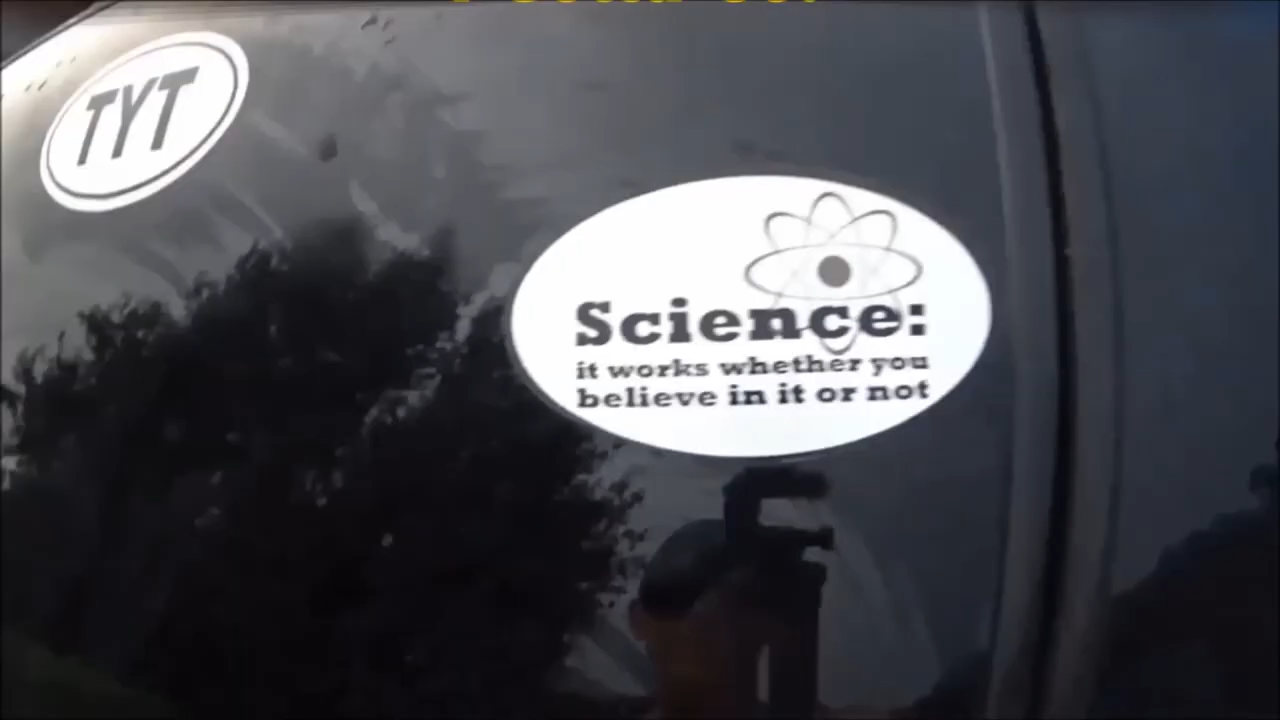 TYT
Science:
it works whether you
believe in it or not